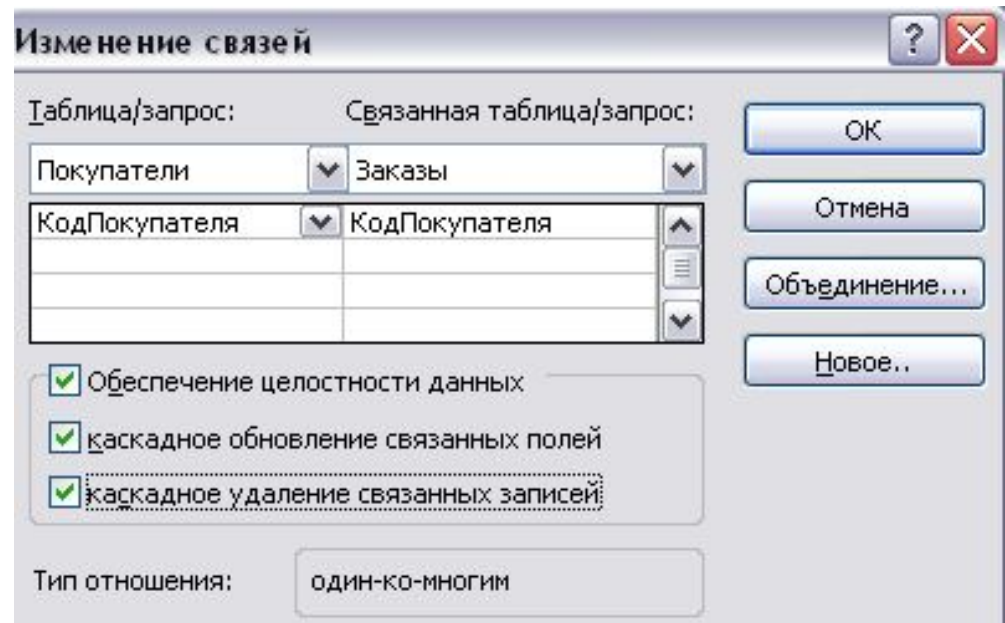 Изменение связей
Таблица/запрос: Связанная таблица/запрос:
Покупатели Заказы
КодПокупателя КодПокупателя
ОК
Отмена
Объединение...
Новое..
Обеспечение целостности данных
каскадное обновление связанных полей
каскадное удаление связанных записей
Тип отношения: один-ко-многим